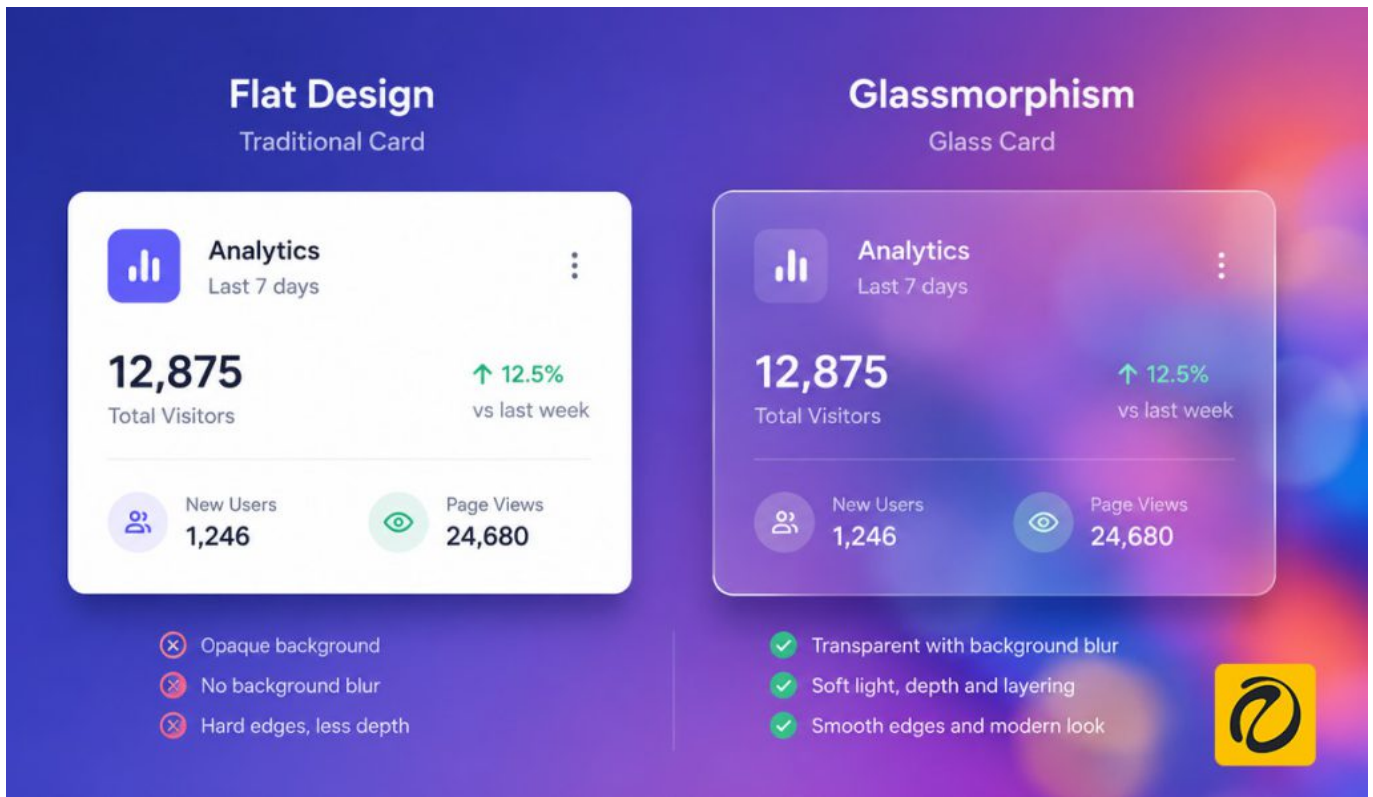 Flat Design
Traditional Card
Analytics
Last 7 days
12,875
Total Visitors
↑ 12.5%
vs last week
New Users
1,246
Page Views
24,680
Opaque background
No background blur
Hard edges, less depth
Glassmorphism
Glass Card
Analytics
Last 7 days
12,875
Total Visitors
↑ 12.5%
vs last week
New Users
1,246
Page Views
24,680
Transparent with background blur
Soft light, depth and layering
Smooth edges and modern look